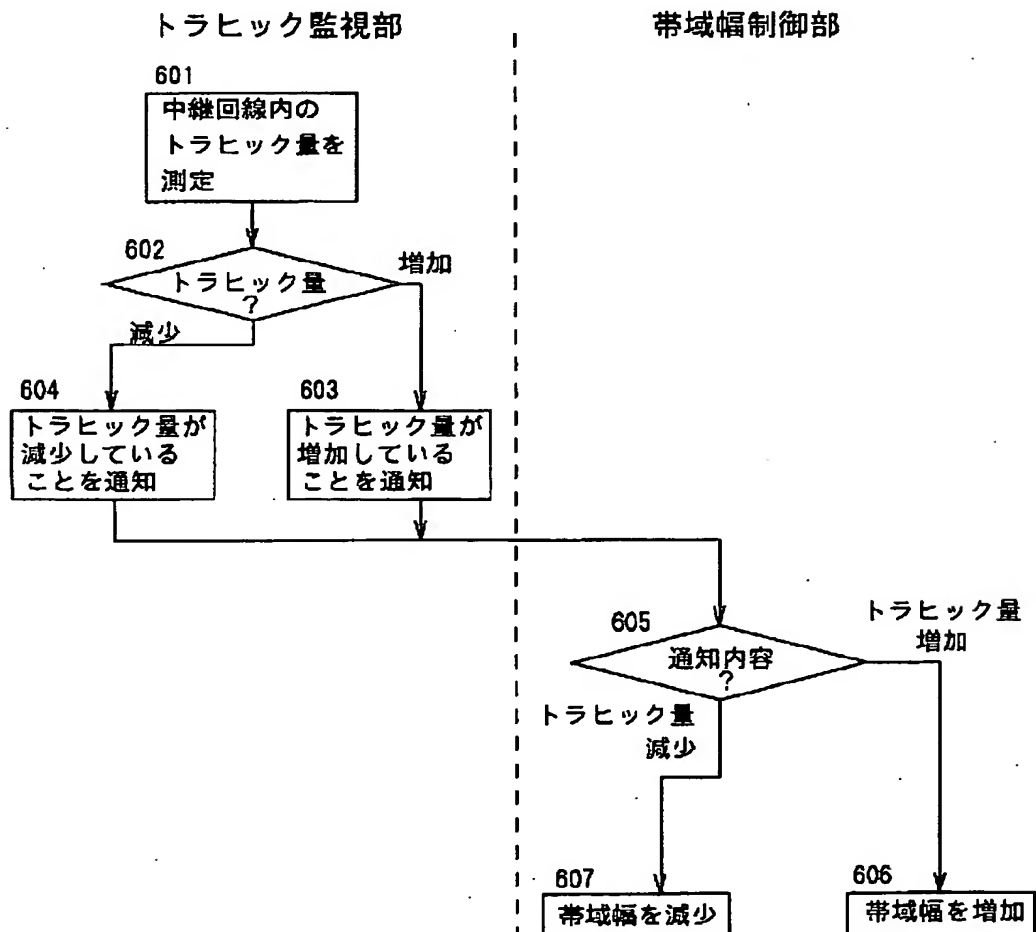 トラヒック監視部
帯域幅制御部
601
中継回線内の
トラヒック量を
測定
602
トラヒック量
?
増加
減少
604
トラヒック量が
減少している
ことを通知
603
トラヒック量が
増加している
ことを通知
605
通知内容
?
トラヒック量
増加
トラヒック量
減少
607
帯域幅を減少
606
帯域幅を増加